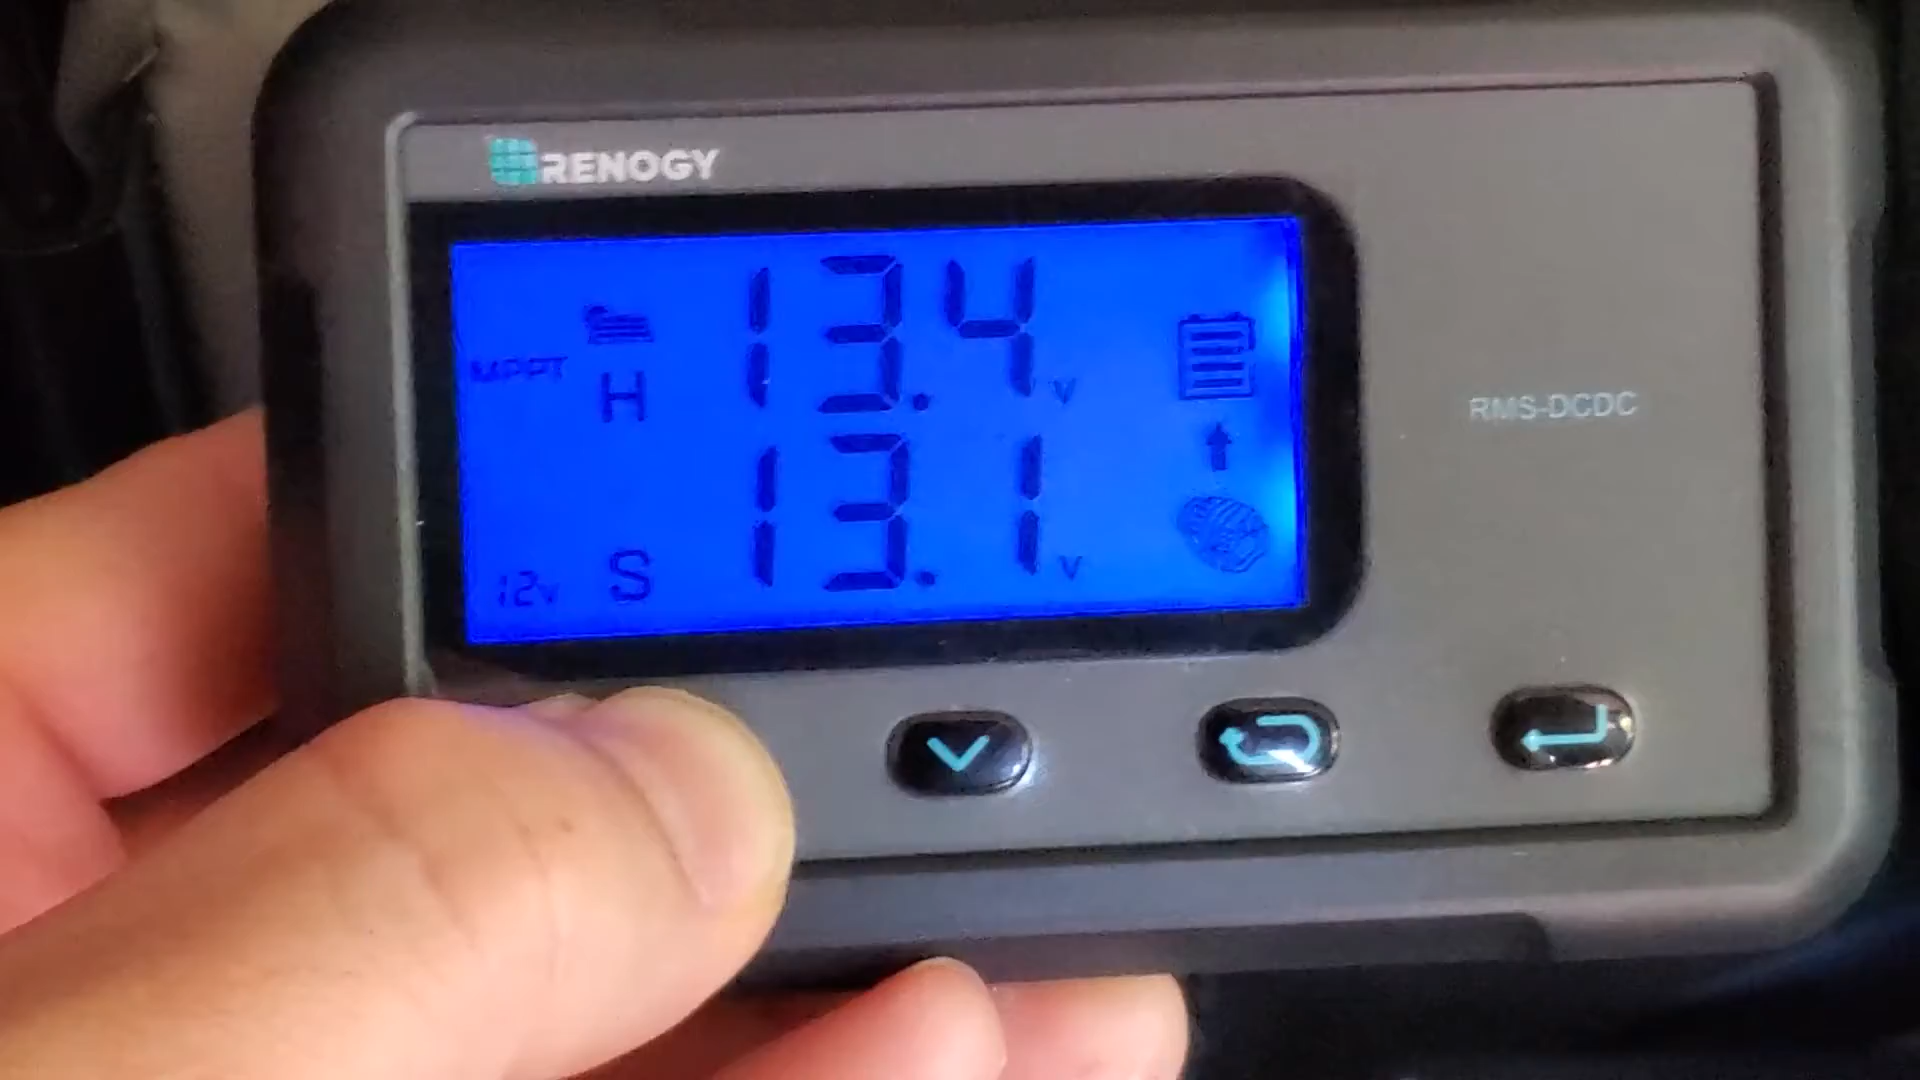 RENOGY
13.4 V
MPPT H
13.1 V
12V S
RMS-DCDC